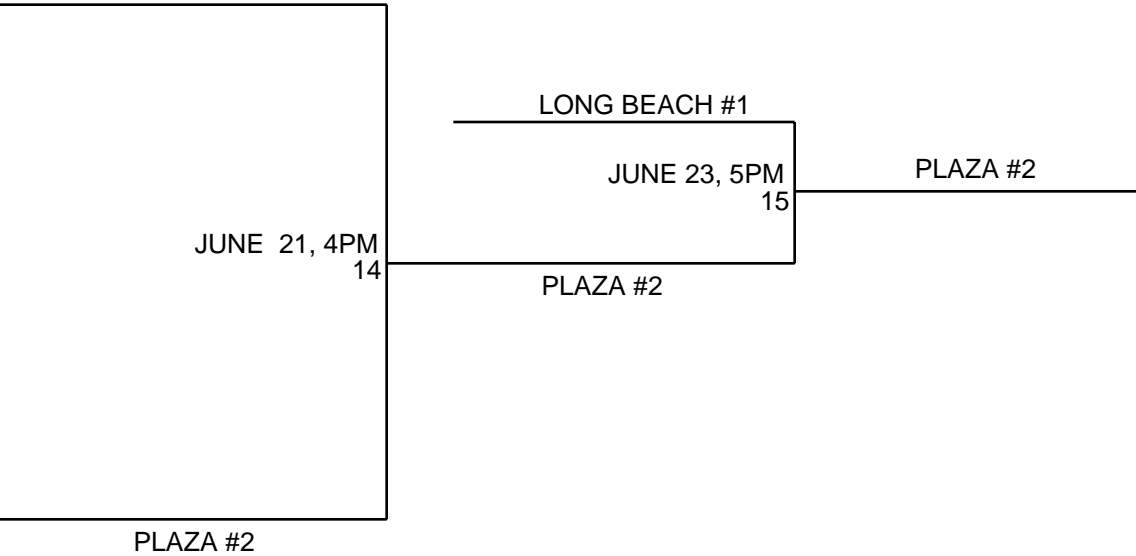 LONG BEACH #1
JUNE 23, 5PM
15
PLAZA #2
JUNE  21, 4PM
14
PLAZA #2
PLAZA #2